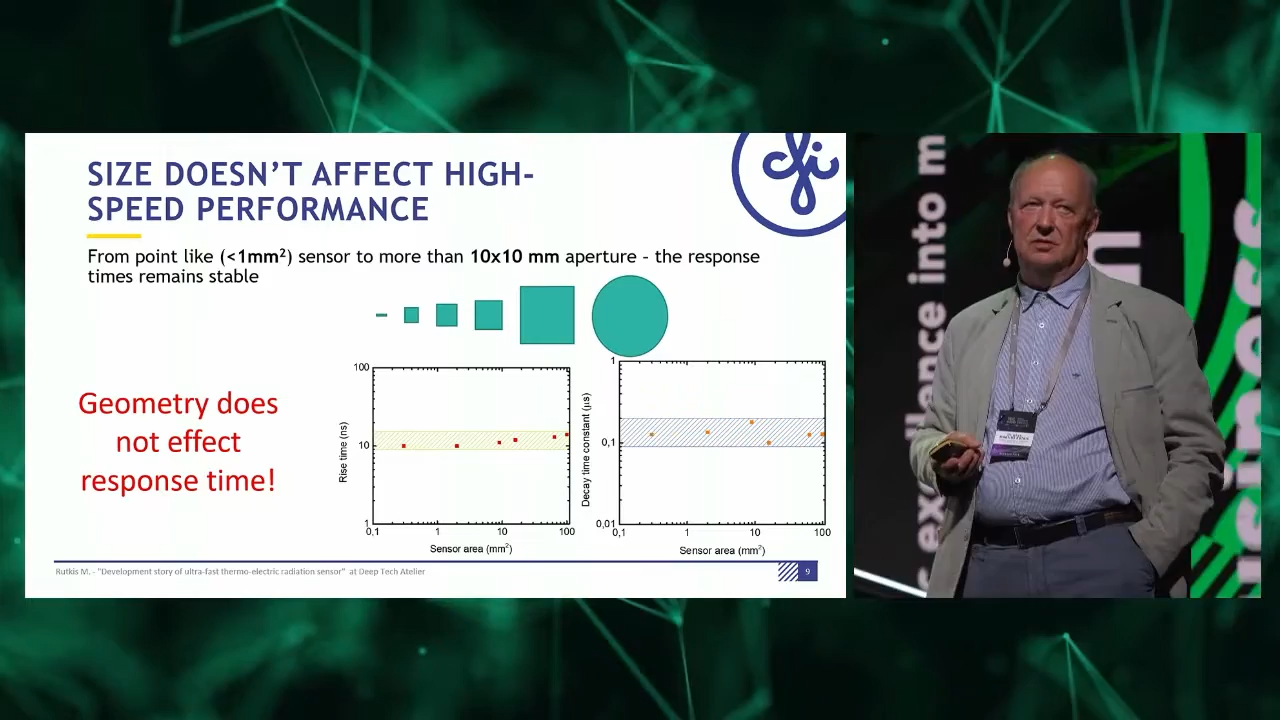 SIZE DOESN'T AFFECT HIGH-
SPEED PERFORMANCE
From point like (<1mm²) sensor to more than 10x10 mm aperture – the response
times remains stable
Geometry does
not effect
response time!
100
10
1
Rise time (ns)
0,1
1
10
100
Sensor area (mm²)
1
0,1
0,01
Decay time constant (µs)
0,1
1
10
100
Sensor area (mm²)
Rutkis M. - "Development story of ultra-fast thermo-electric radiation sensor" at Deep Tech Atelier
9
cfi
into m